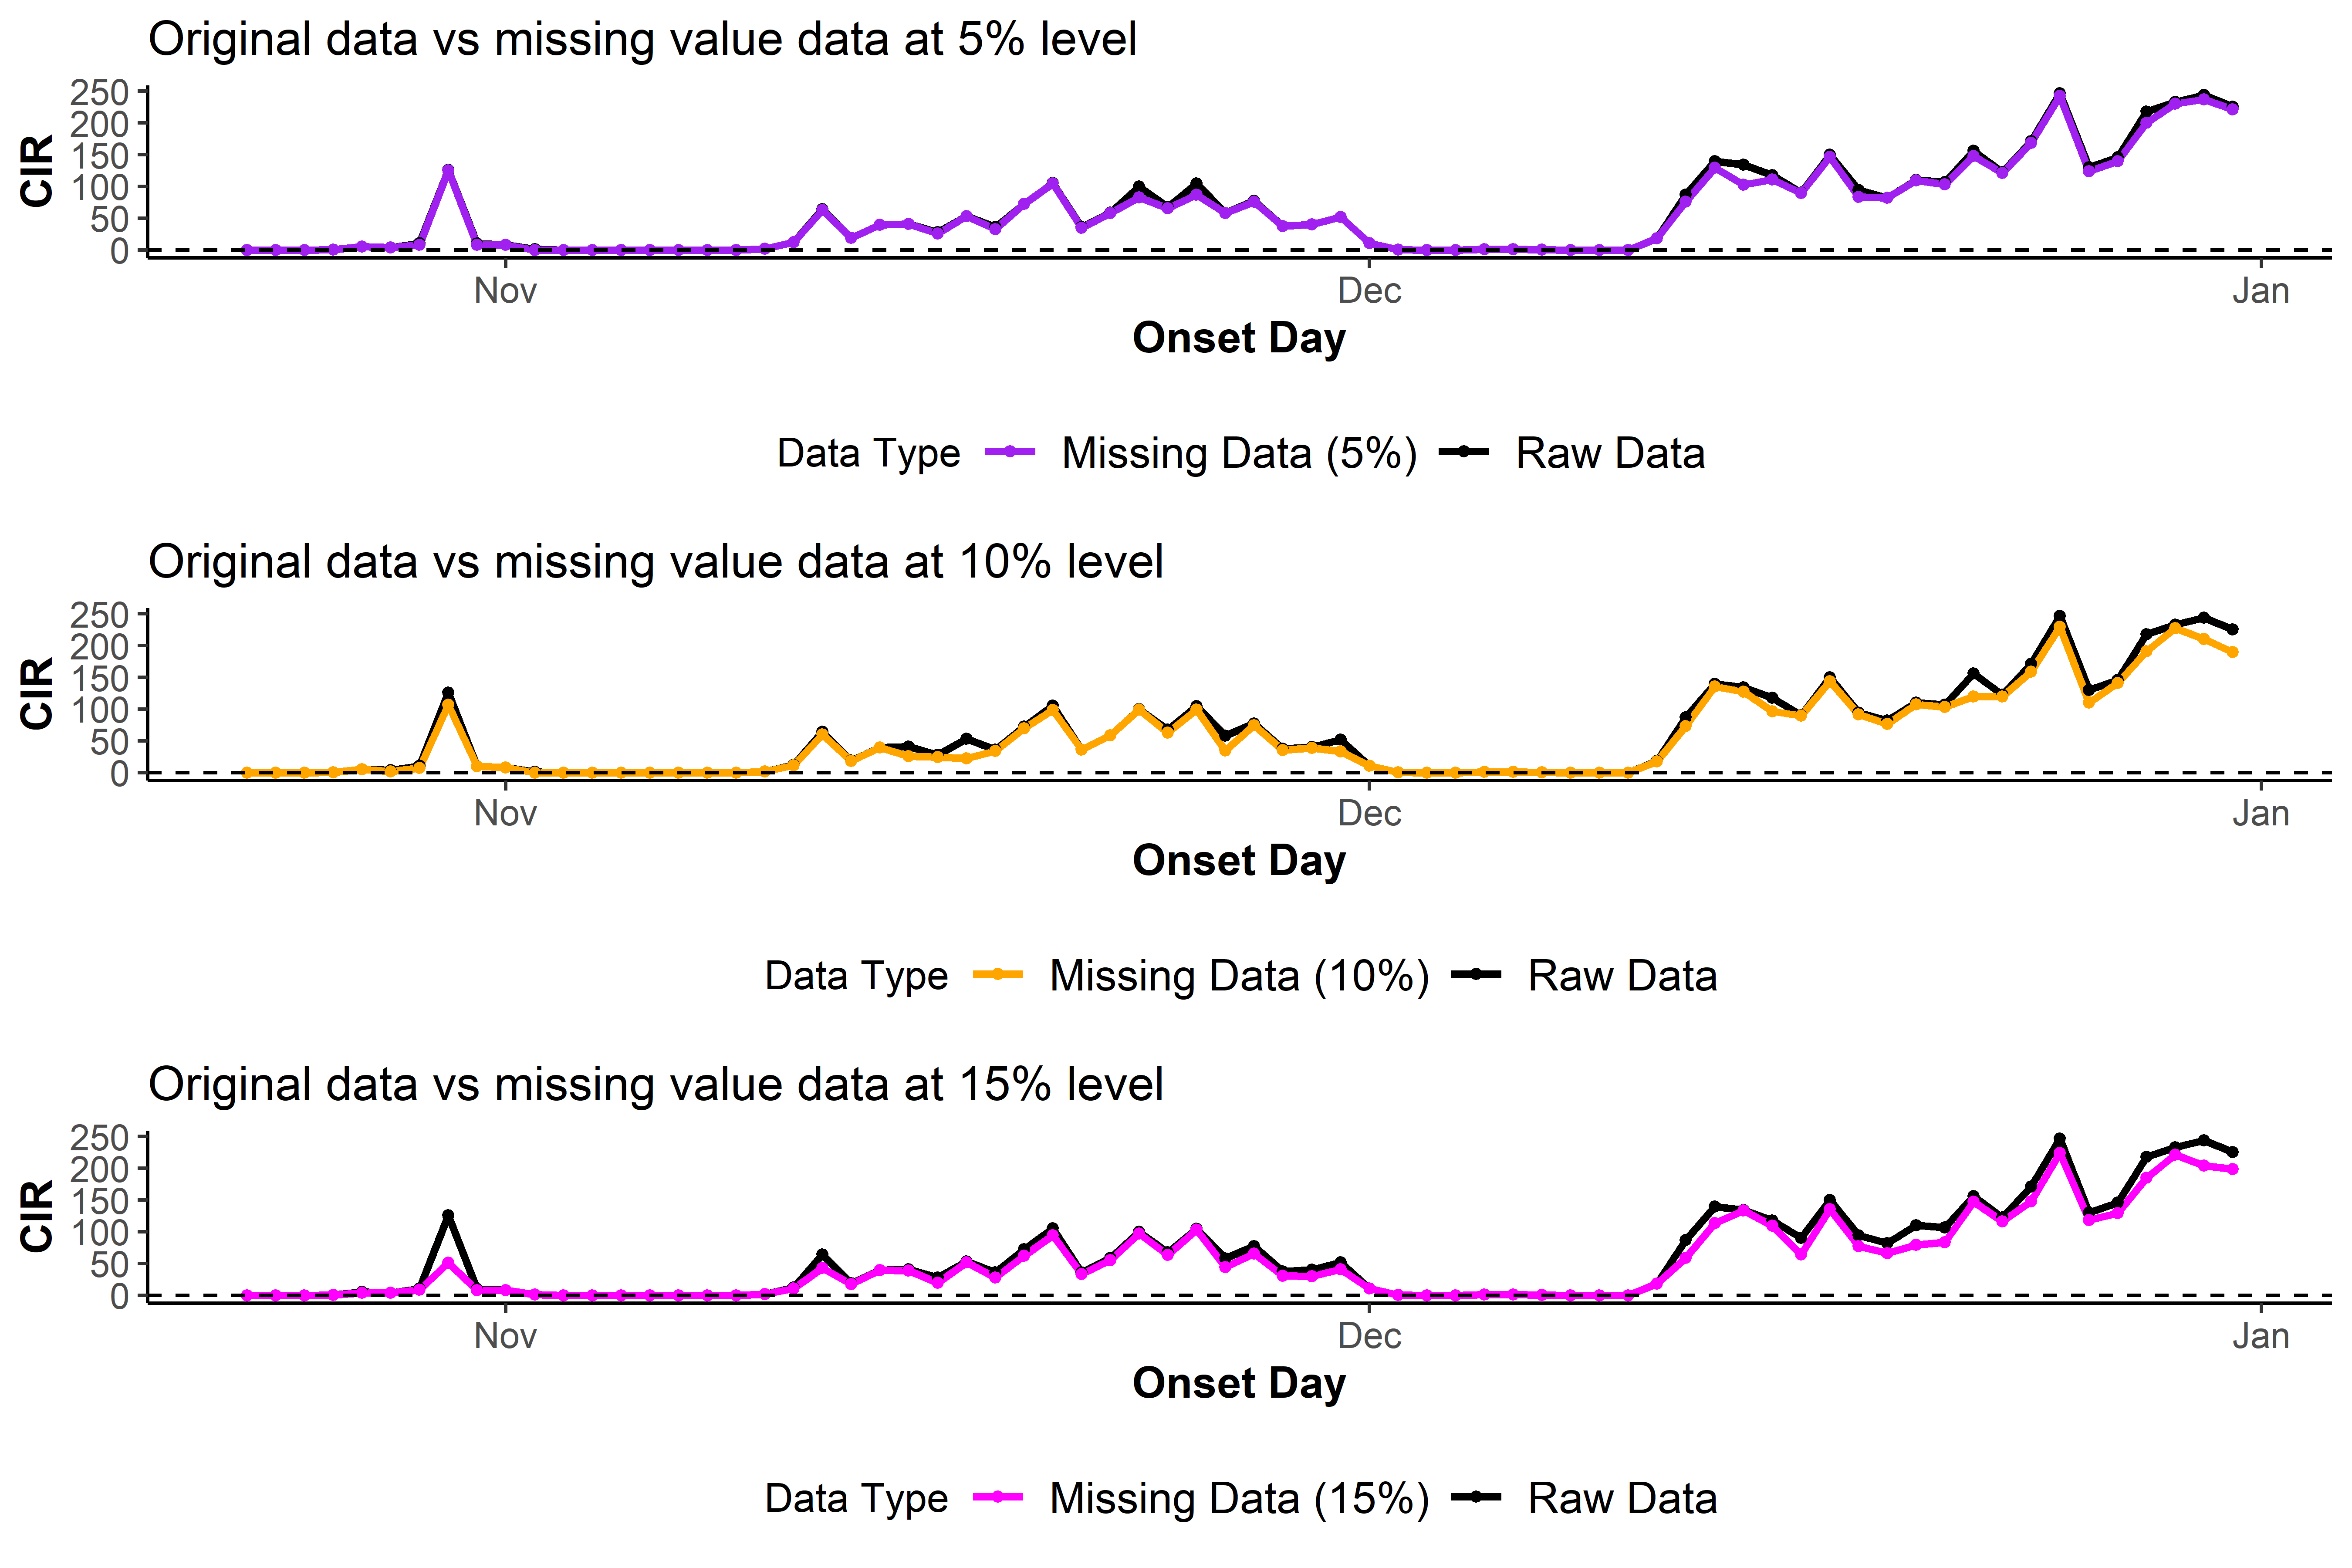 Original data vs missing value data at 5% level
250
200
150
100
50
0
CIR
Nov Dec Jan
Onset Day
Data Type Missing Data (5%) Raw Data
Original data vs missing value data at 10% level
250
200
150
100
50
0
CIR
Nov Dec Jan
Onset Day
Data Type Missing Data (10%) Raw Data
Original data vs missing value data at 15% level
250
200
150
100
50
0
CIR
Nov Dec Jan
Onset Day
Data Type Missing Data (15%) Raw Data